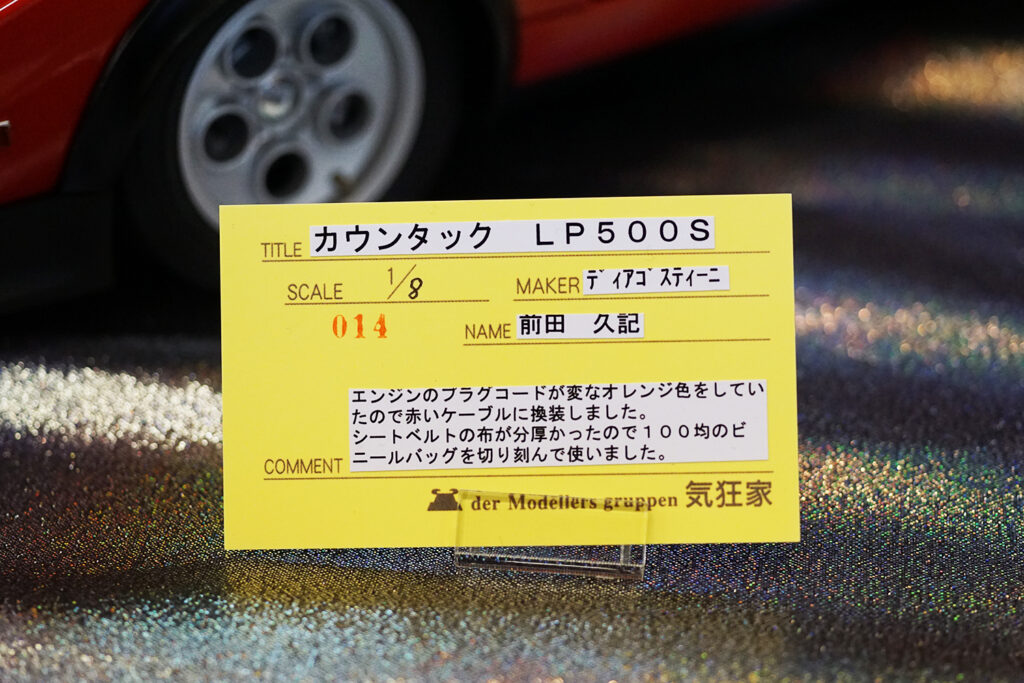 TITLE カウンタック　ＬＰ５００Ｓ
SCALE 1/8 MAKER ﾃﾞｨｱｺﾞｽティーニ
014 NAME 前田　久記
エンジンのプラグコードが変なオレンジ色をしてい
たので赤いケーブルに換装しました。
シートベルトの布が分厚かったので１００均のビ
ニールバッグを切り刻んで使いました。
COMMENT
der Modellers gruppen 気狂家